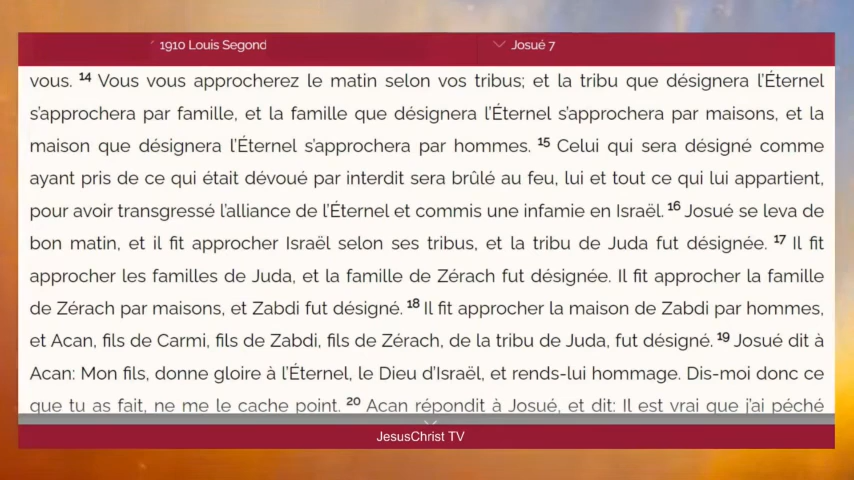 1910 Louis Segond
Josué 7
vous. 14 Vous vous approcherez le matin selon vos tribus; et la tribu que désignera l’Éternel
s’approchera par famille, et la famille que désignera l’Éternel s’approchera par maisons, et la
maison que désignera l’Éternel s’approchera par hommes. 15 Celui qui sera désigné comme
ayant pris de ce qui était dévoué par interdit sera brûlé au feu, lui et tout ce qui lui appartient,
pour avoir transgressé l’alliance de l’Éternel et commis une infamie en Israël. 16 Josué se leva de
bon matin, et il fit approcher Israël selon ses tribus, et la tribu de Juda fut désignée. 17 Il fit
approcher les familles de Juda, et la famille de Zérach fut désignée. Il fit approcher la famille
de Zérach par maisons, et Zabdi fut désigné. 18 Il fit approcher la maison de Zabdi par hommes,
et Acan, fils de Carmi, fils de Zabdi, fils de Zérach, de la tribu de Juda, fut désigné. 19 Josué dit à
Acan: Mon fils, donne gloire à l’Éternel, le Dieu d’Israël, et rends-lui hommage. Dis-moi donc ce
que tu as fait, ne me le cache point. 20 Acan répondit à Josué, et dit: Il est vrai que j’ai péché
JesusChrist TV